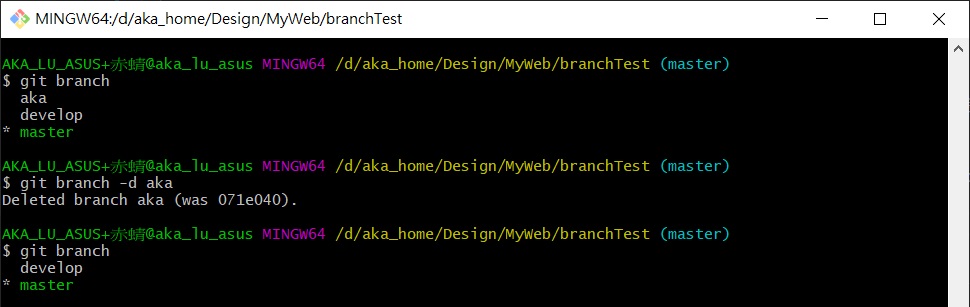 MINGW64:/d/aka_home/Design/MyWeb/branchTest
AKA_LU_ASUS+赤蜻@aka_lu_asus MINGW64 /d/aka_home/Design/MyWeb/branchTest (master)
$ git branch
  aka
  develop
* master
AKA_LU_ASUS+赤蜻@aka_lu_asus MINGW64 /d/aka_home/Design/MyWeb/branchTest (master)
$ git branch -d aka
Deleted branch aka (was 071e040).
AKA_LU_ASUS+赤蜻@aka_lu_asus MINGW64 /d/aka_home/Design/MyWeb/branchTest (master)
$ git branch
  develop
* master